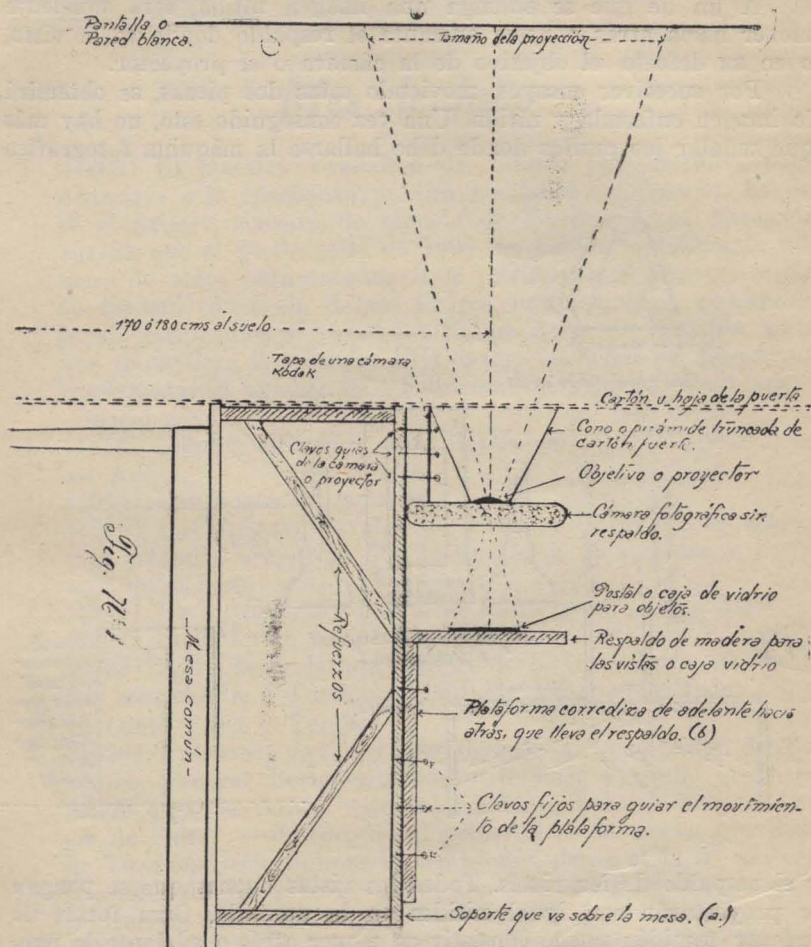 Pantalla o
Pared blanca.
Tamaño de la proyección
170 ó 180 cms al suelo.
Tapa de una cámara
Kodak
Cartón u hoja de la puerta
Cono o pirámide truncada de
cartón fuerte.
Clavos guías
de la cámara
o proyector
Objetivo o proyector
Cámara fotográfica sin
respaldo.
Fig. Nº 1
Postal o caja de vidrio
para objetos.
Refuerzos
Respaldo de madera para
las vistas o caja vidrio
Mesa común-
Plataforma corrediza de adelante hacia
atrás, que lleva el respaldo. (b)
Clavos fijos para guiar el movimien-
to de la plataforma.
Soporte que va sobre la mesa. (a.)